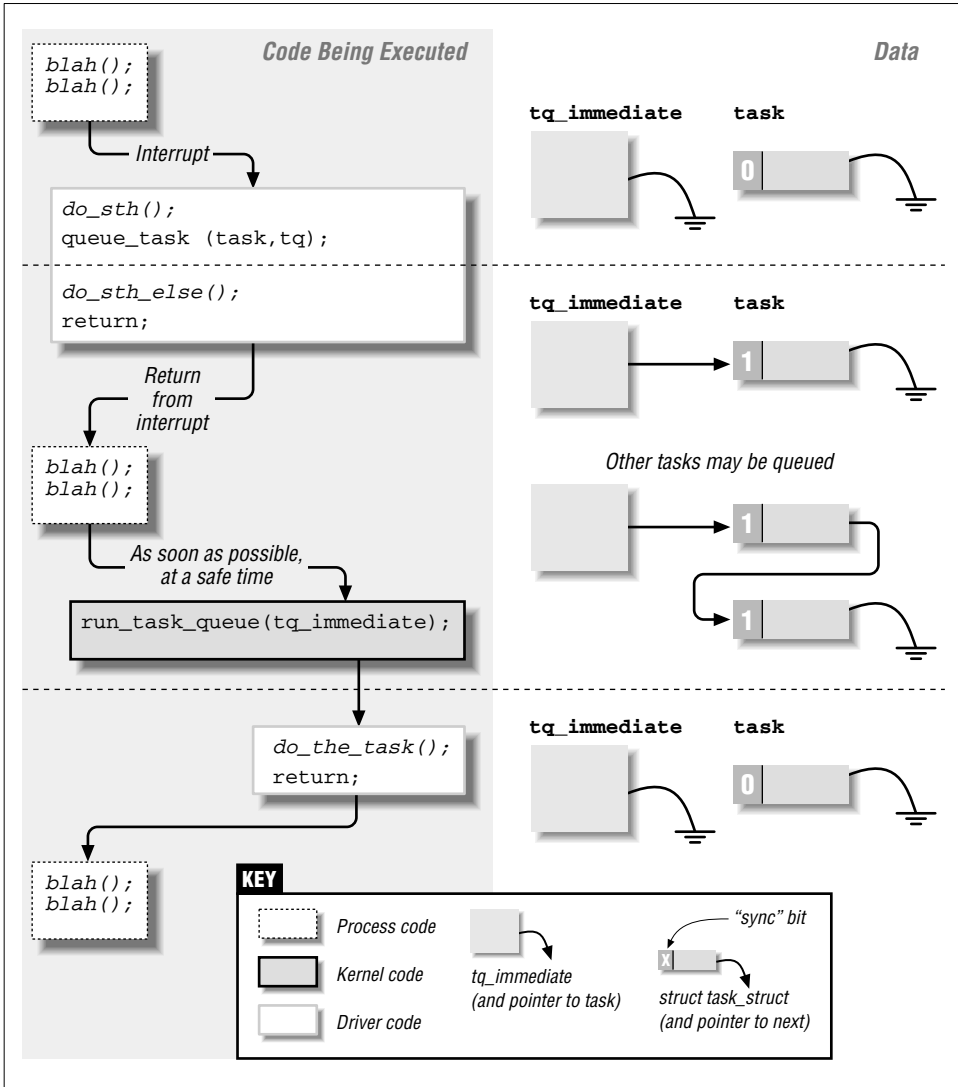 Code Being Executed
Data
blah();
blah();
Interrupt
tq_immediate
task
0
do_sth();
queue_task (task,tq);
do_sth_else();
return;
tq_immediate
task
1
Return
from
interrupt
blah();
blah();
Other tasks may be queued
1
1
As soon as possible,
at a safe time
run_task_queue(tq_immediate);
do_the_task();
return;
tq_immediate
task
0
blah();
blah();
KEY
Process code
Kernel code
Driver code
tq_immediate
(and pointer to task)
“sync” bit
X
struct task_struct
(and pointer to next)